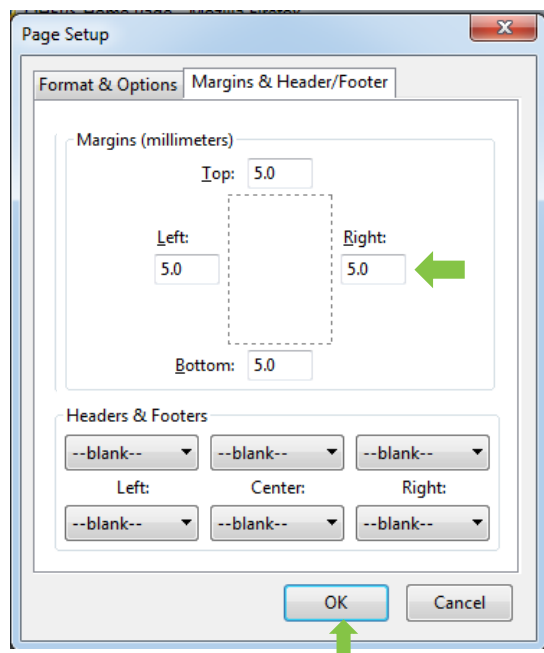 Page Setup
Format & Options Margins & Header/Footer
Margins (millimeters)
Top: 5.0
Left: Right:
5.0 5.0
Bottom: 5.0
Headers & Footers
--blank-- --blank-- --blank--
Left: Center: Right:
--blank-- --blank-- --blank--
OK Cancel